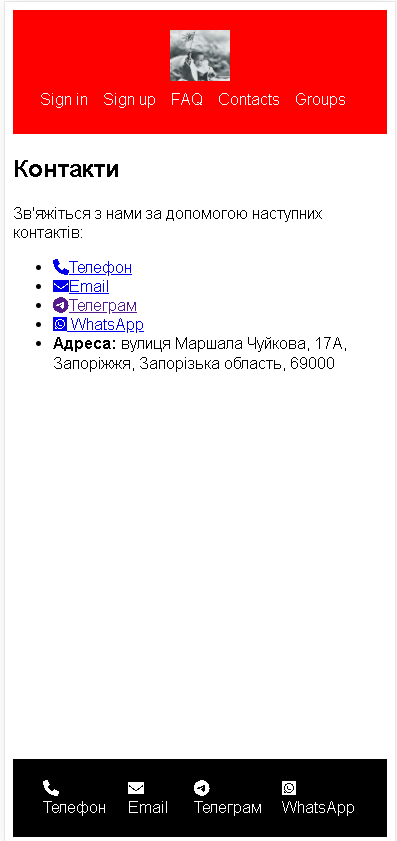 Sign in Sign up FAQ Contacts Groups
Контакти
Зв'яжіться з нами за допомогою наступних
контактів:
Телефон
Email
Телеграм
WhatsApp
Адреса: вулиця Маршала Чуйкова, 17А,
Запоріжжя, Запорізька область, 69000
Телефон Email Телеграм WhatsApp